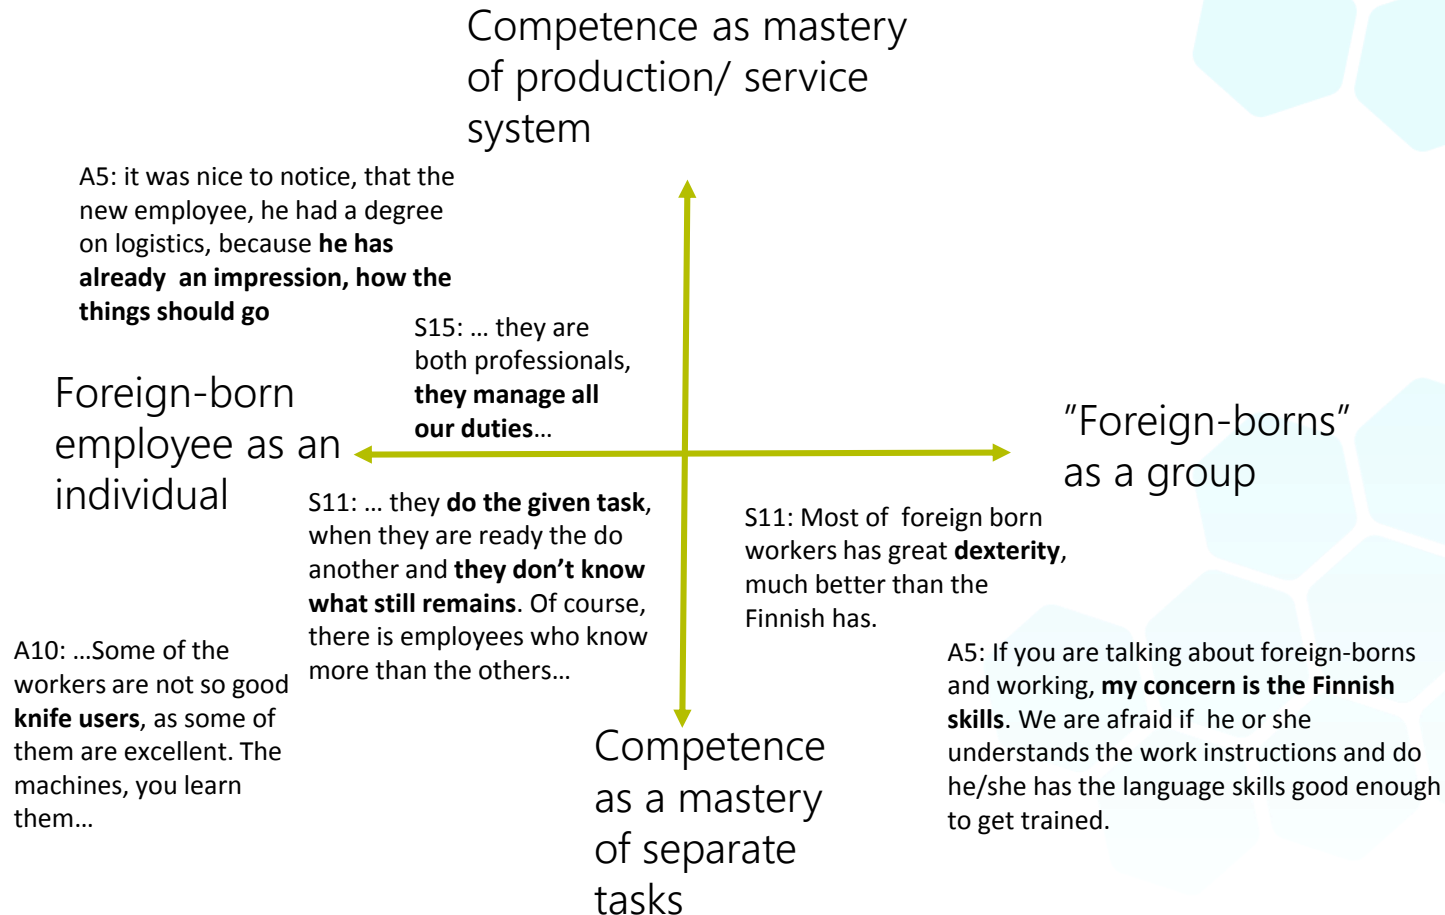 Competence as mastery
of production/ service
system
A5: it was nice to notice, that the
new employee, he had a degree
on logistics, because he has
already  an impression, how the
things should go
S15: … they are
both professionals,
they manage all
our duties…
Foreign-born
employee as an
individual
"Foreign-borns"
as a group
S11: … they do the given task,
when they are ready the do
another and they don't know
what still remains. Of course,
there is employees who know
more than the others…
S11: Most of  foreign born
workers has great dexterity,
much better than the
Finnish has.
A10: …Some of the
workers are not so good
knife users, as some of
them are excellent. The
machines, you learn
them…
A5: If you are talking about foreign-borns
and working, my concern is the Finnish
skills. We are afraid if  he or she
understands the work instructions and do
he/she has the language skills good enough
to get trained.
Competence
as a mastery
of separate
tasks